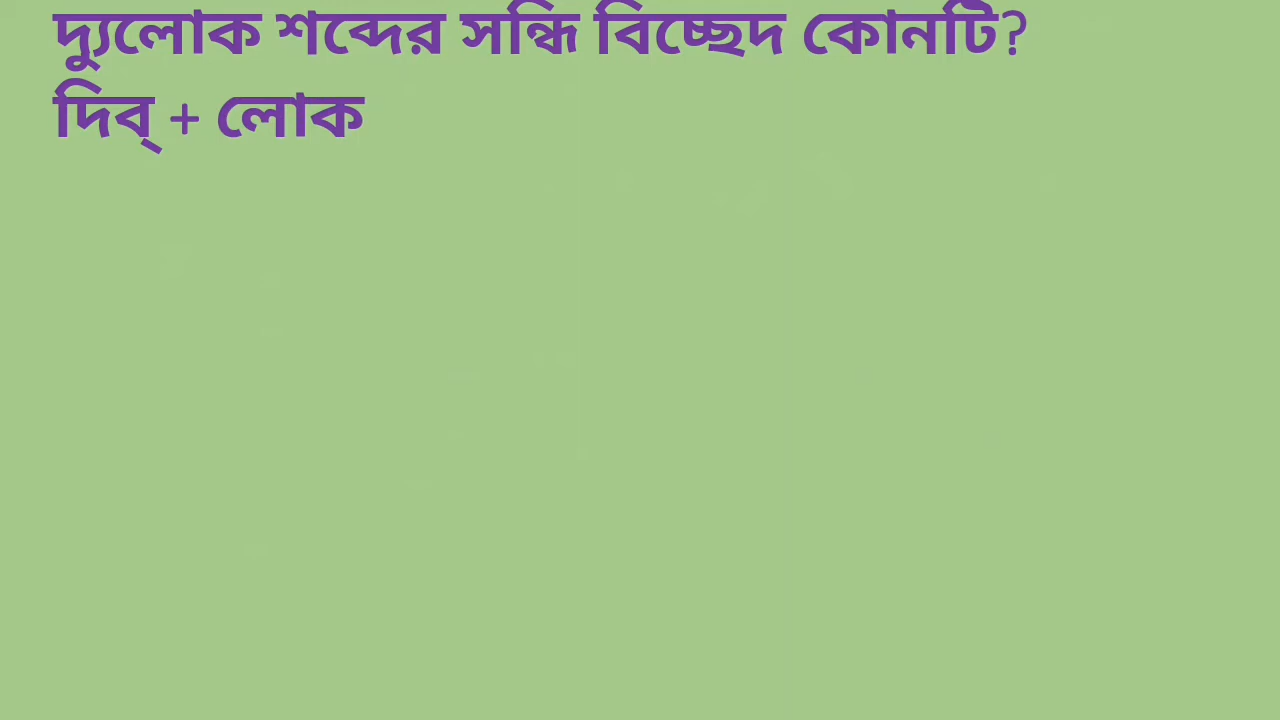 দ্যুলোক শব্দের সন্ধি বিচ্ছেদ কোনটি?
দিব্ + লোক